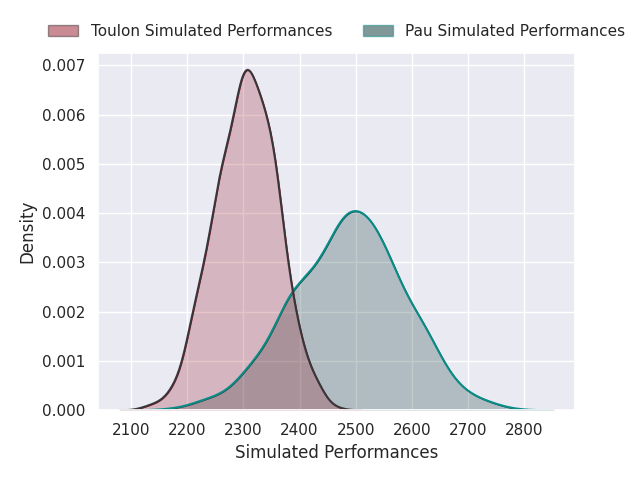 Toulon Simulated Performances
Pau Simulated Performances
0.007
0.006
0.005
0.004
0.003
0.002
0.001
0.000
Density
2100 2200 2300 2400 2500 2600 2700 2800
Simulated Performances